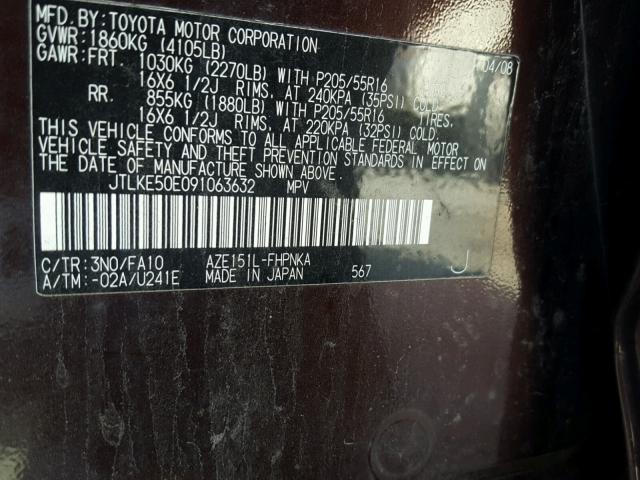 MFD. BY: TOYOTA MOTOR CORPORATION 04/08
GVWR: 1860KG (4105LB)
GAWR: FRT. 1030KG (2270LB) WITH P205/55R16
16X6 1/2J RIMS, AT 240KPA (35PSI) COLD.
RR. 855KG (1880LB) WITH P205/55R16 TIRES,
16X6 1/2J RIMS, AT 220KPA (32PSI) COLD.
THIS VEHICLE CONFORMS TO ALL APPLICABLE FEDERAL MOTOR
VEHICLE SAFETY AND THEFT PREVENTION STANDARDS IN EFFECT ON
THE DATE OF MANUFACTURE SHOWN ABOVE.
JTLKE50E091063632 MPV
C/TR: 3N0/FA10 AZE151L-FHPNKA
A/TM: -02A/U241E MADE IN JAPAN 567 J